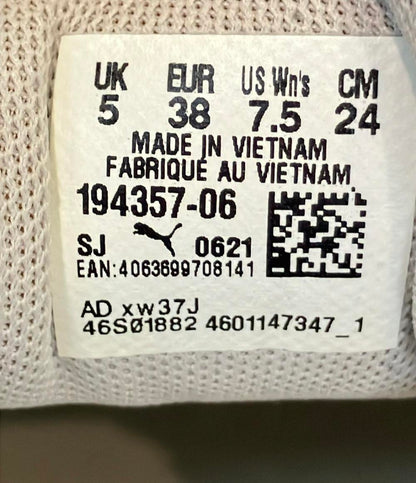 UK EUR US Wn's CM
5 38 7.5 24
MADE IN VIETNAM
FABRIQUÉ AU VIETNAM
194357-06
SJ 0621
EAN:4063699708141
AD xw37J
46S01882 4601147347_1